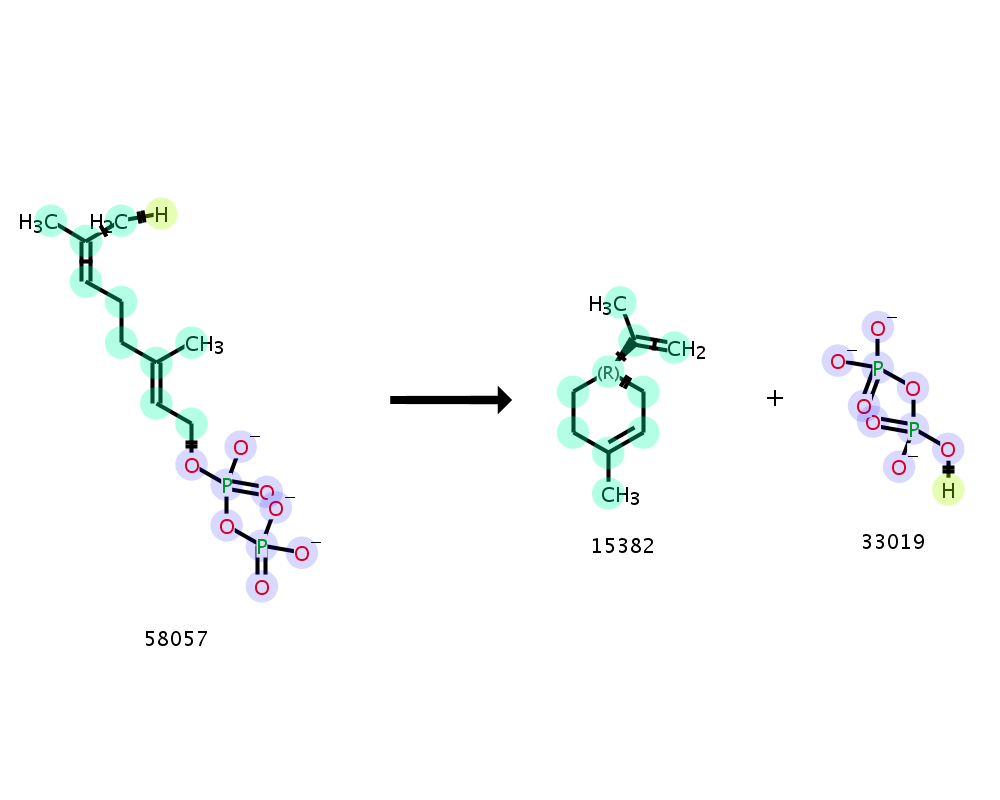 H₃C H₂C H
CH₃
O⁻
O
P O
O⁻
O
P O⁻
O
58057
H₃C
CH₂
(R)
CH₃
15382
+
O⁻
O⁻
P
O
O
O
P O
O⁻
H
33019